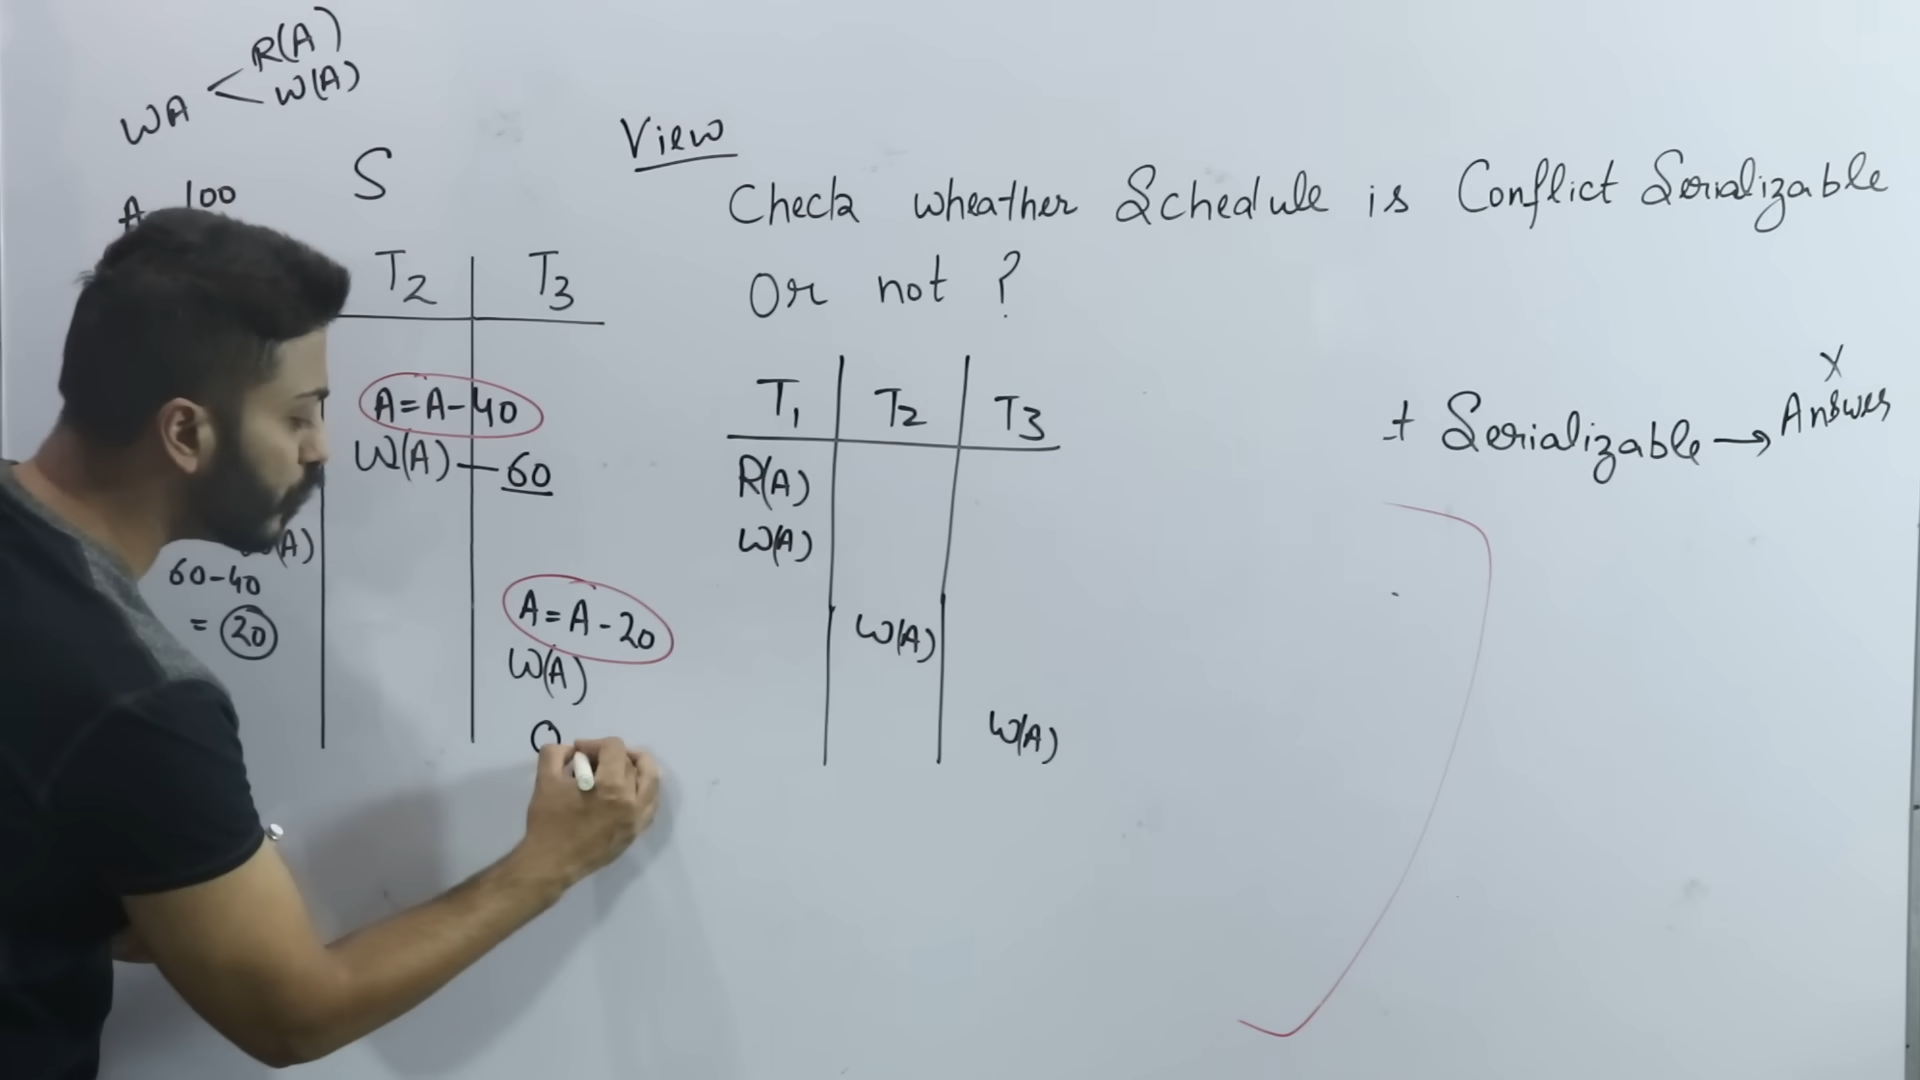 R(A)
WA < W(A)
S
A 100
T2 T3
A=A-40
W(A) — 60
(A)
60-40
= 20
A=A-20
W(A)
View
Check wheather Schedule is Conflict Serializable
Or not ?
T1 T2 T3
R(A)
W(A)
W(A)
W(A)
X
Serializable → Answer